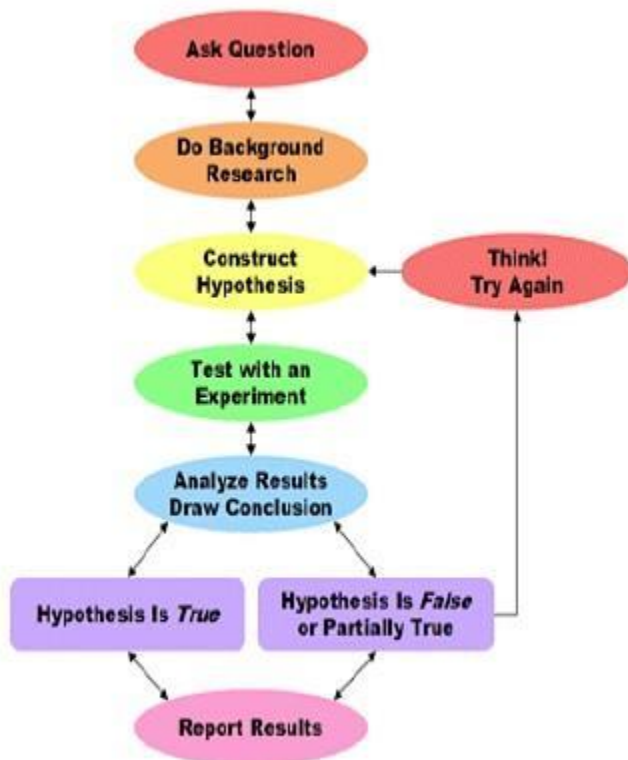 Ask Question
Do Background
Research
Construct
Hypothesis
Think!
Try Again
Test with an
Experiment
Analyze Results
Draw Conclusion
Hypothesis Is True
Hypothesis Is False
or Partially True
Report Results